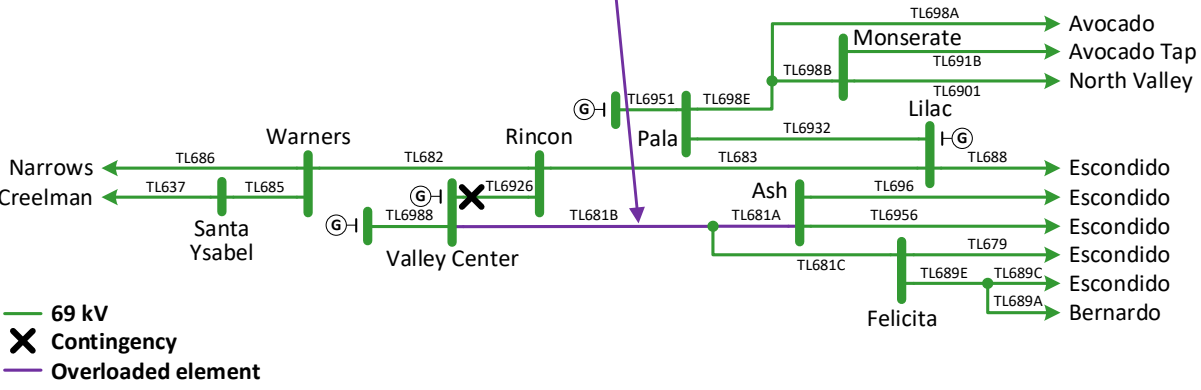 TL698A
Avocado
Monserate
Avocado Tap
TL698B
TL691B
North Valley
TL6901
G
TL6951
TL698E
Lilac
Pala
TL6932
G
Warners
Rincon
Narrows
TL686
TL682
TL683
TL688
Escondido
Creelman
TL637
TL685
G
TL6926
Ash
TL696
Escondido
Santa
Ysabel
G
TL6988
TL681B
TL681A
TL6956
Escondido
Valley Center
TL681C
TL679
Escondido
TL689E
TL689C
Escondido
Felicita
TL689A
Bernardo
69 kV
Contingency
Overloaded element